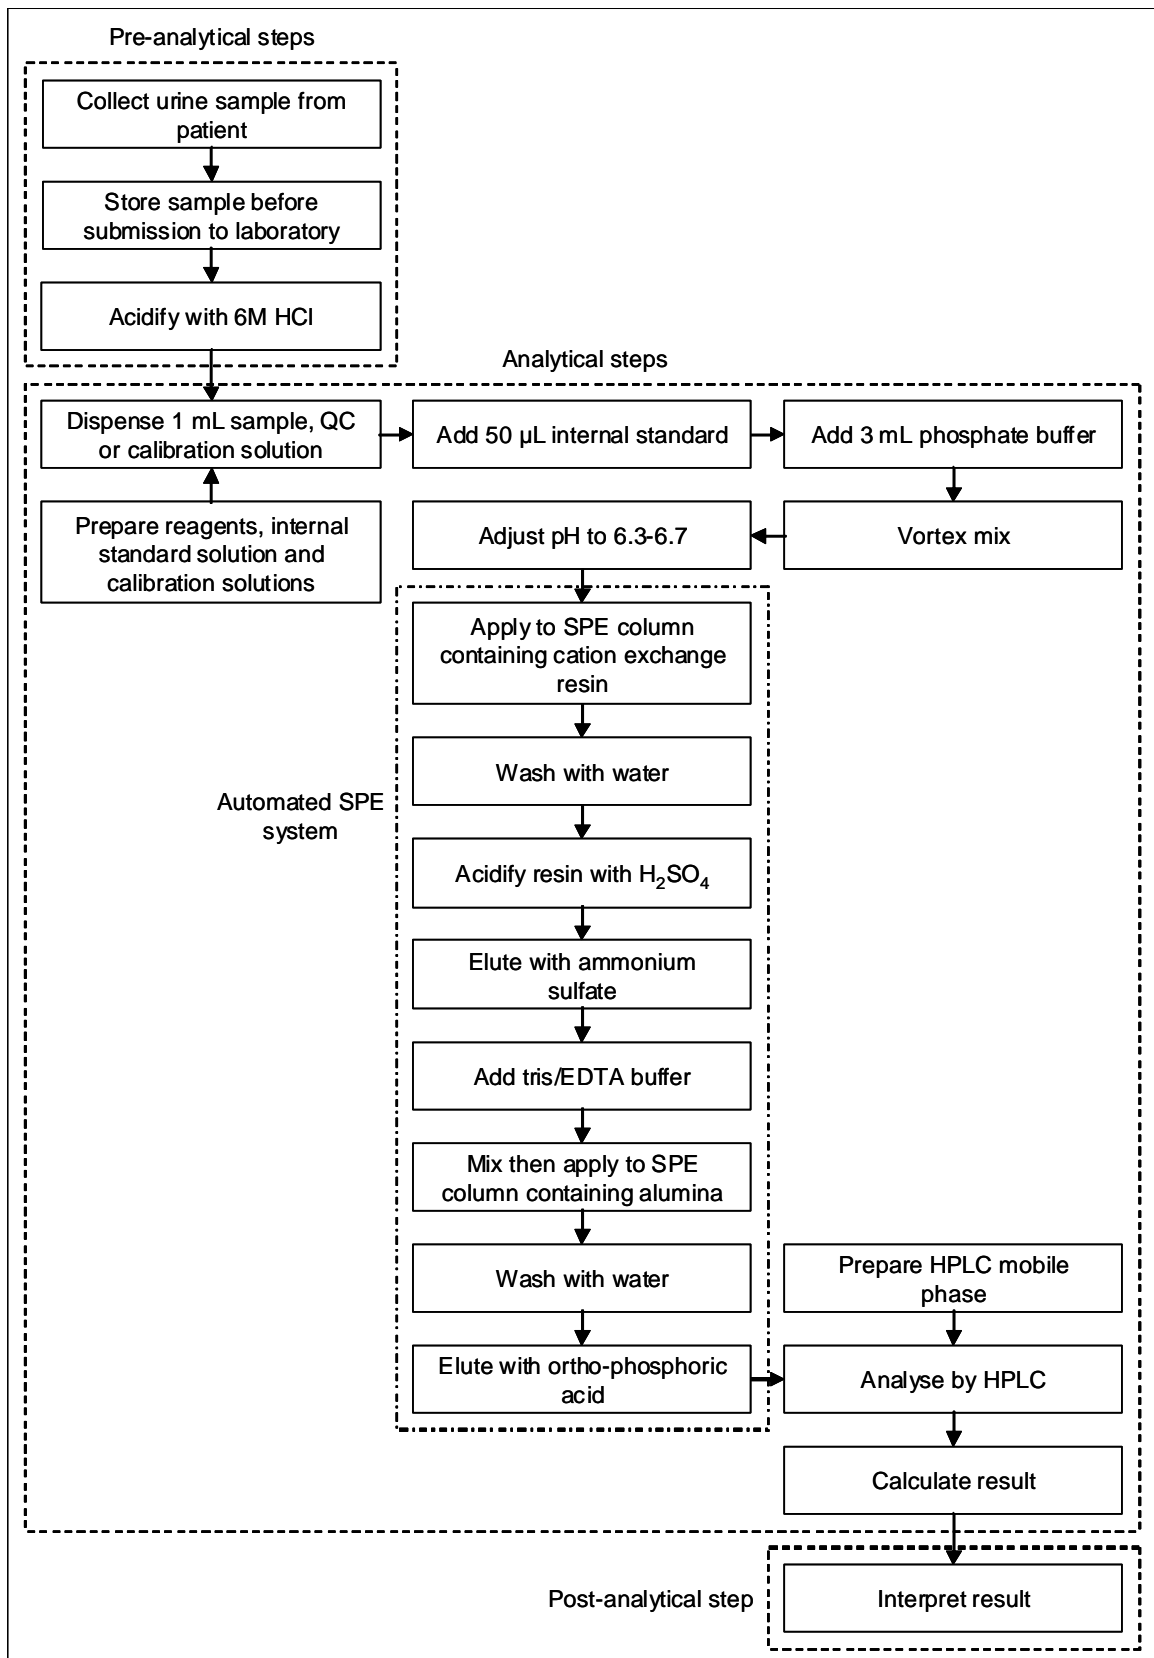 Pre-analytical steps
Collect urine sample from
patient
Store sample before
submission to laboratory
Acidify with 6M HCl
Analytical steps
Dispense 1 mL sample, QC
or calibration solution
Add 50 µL internal standard
Add 3 mL phosphate buffer
Prepare reagents, internal
standard solution and
calibration solutions
Adjust pH to 6.3-6.7
Vortex mix
Apply to SPE column
containing cation exchange
resin
Wash with water
Automated SPE
system
Acidify resin with H₂SO₄
Elute with ammonium
sulfate
Add tris/EDTA buffer
Mix then apply to SPE
column containing alumina
Wash with water
Prepare HPLC mobile
phase
Elute with ortho-phosphoric
acid
Analyse by HPLC
Calculate result
Post-analytical step
Interpret result